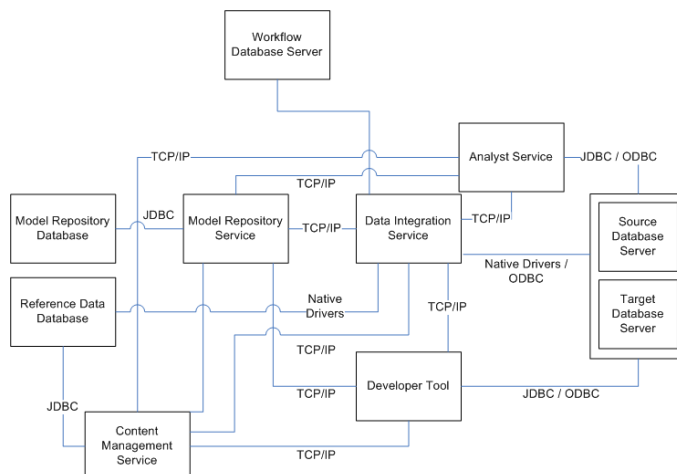 Workflow
Database Server
TCP/IP
Analyst Service
JDBC / ODBC
TCP/IP
Model Repository
Database
JDBC
Model Repository
Service
TCP/IP
Data Integration
Service
TCP/IP
Source
Database
Server
Native Drivers /
ODBC
Reference Data
Database
Native
Drivers
TCP/IP
Target
Database
Server
TCP/IP
Developer Tool
JDBC
TCP/IP
JDBC / ODBC
Content
Management
Service
TCP/IP